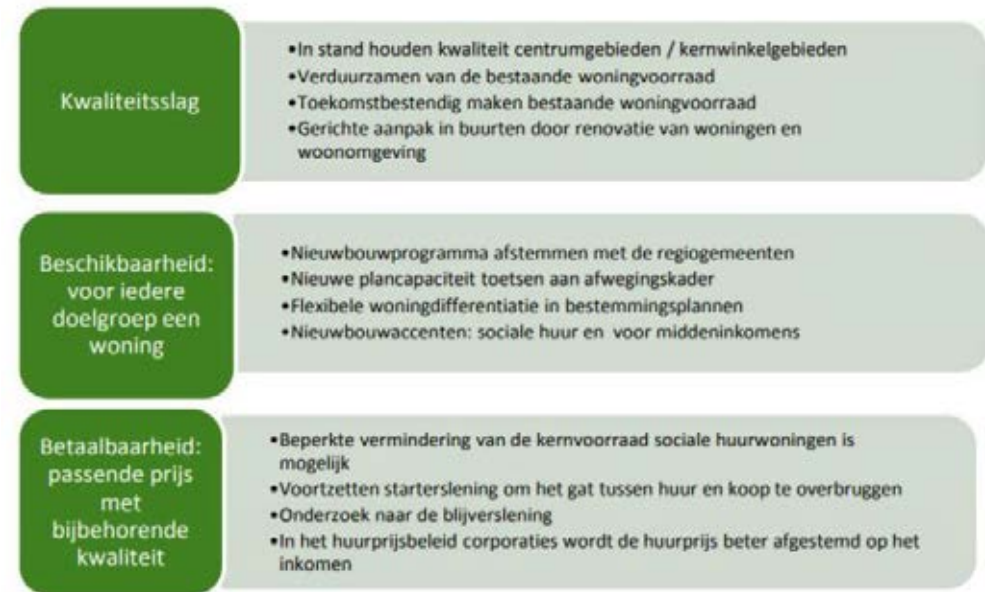 Kwaliteitsslag
•In stand houden kwaliteit centrumgebieden / kernwinkelgebieden
•Verduurzamen van de bestaande woningvoorraad
•Toekomstbestendig maken bestaande woningvoorraad
•Gerichte aanpak in buurten door renovatie van woningen en
woonomgeving
Beschikbaarheid:
voor iedere
doelgroep een
woning
•Nieuwbouwprogramma afstemmen met de regiogemeenten
•Nieuwe plancapaciteit toetsen aan afwegingskader
•Flexibele woningdifferentiatie in bestemmingsplannen
•Nieuwbouwaccenten: sociale huur en voor middeninkomens
Betaalbaarheid:
passende prijs
met
bijbehorende
kwaliteit
•Beperkte vermindering van de kernvoorraad sociale huurwoningen is
mogelijk
•Voortzetten starterslening om het gat tussen huur en koop te overbruggen
•Onderzoek naar de blijverslening
•In het huurprijsbeleid corporaties wordt de huurprijs beter afgestemd op het
inkomen